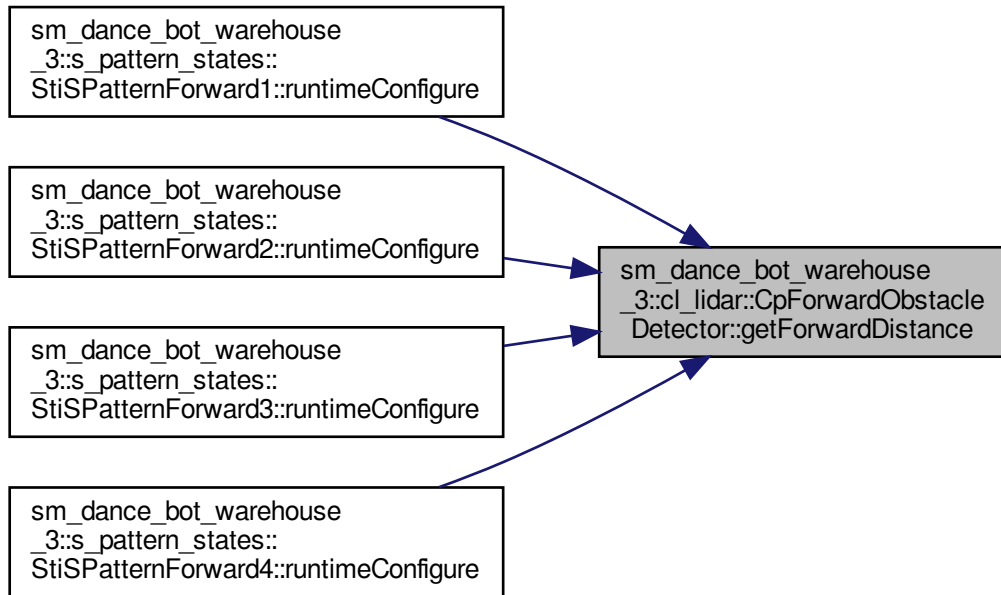 sm_dance_bot_warehouse
_3::s_pattern_states::
StiSPatternForward1::runtimeConfigure
sm_dance_bot_warehouse
_3::s_pattern_states::
StiSPatternForward2::runtimeConfigure
sm_dance_bot_warehouse
_3::cl_lidar::CpForwardObstacle
Detector::getForwardDistance
sm_dance_bot_warehouse
_3::s_pattern_states::
StiSPatternForward3::runtimeConfigure
sm_dance_bot_warehouse
_3::s_pattern_states::
StiSPatternForward4::runtimeConfigure